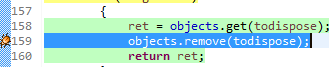 157 {
158 ret = objects.get(todispose);
159 objects.remove(todispose);
160 return ret;